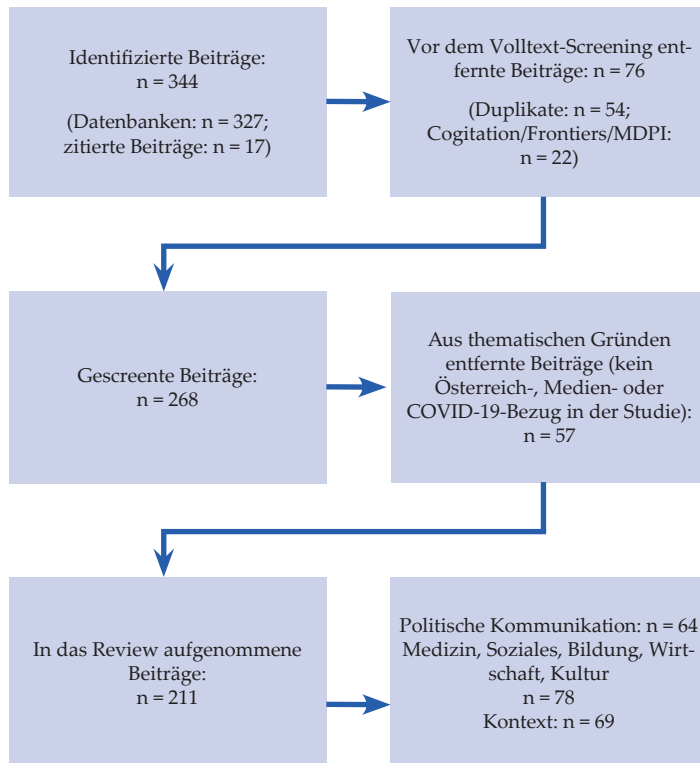 Identifizierte Beiträge:
n = 344
(Datenbanken: n = 327;
zitierte Beiträge: n = 17)
Vor dem Volltext-Screening ent-
fernte Beiträge: n = 76
(Duplikate: n = 54;
Cogitation/Frontiers/MDPI:
n = 22)
Gescreente Beiträge:
n = 268
Aus thematischen Gründen
entfernte Beiträge (kein
Österreich-, Medien- oder
COVID-19-Bezug in der Studie):
n = 57
In das Review aufgenommene
Beiträge:
n = 211
Politische Kommunikation: n = 64
Medizin, Soziales, Bildung, Wirt-
schaft, Kultur
n = 78
Kontext: n = 69